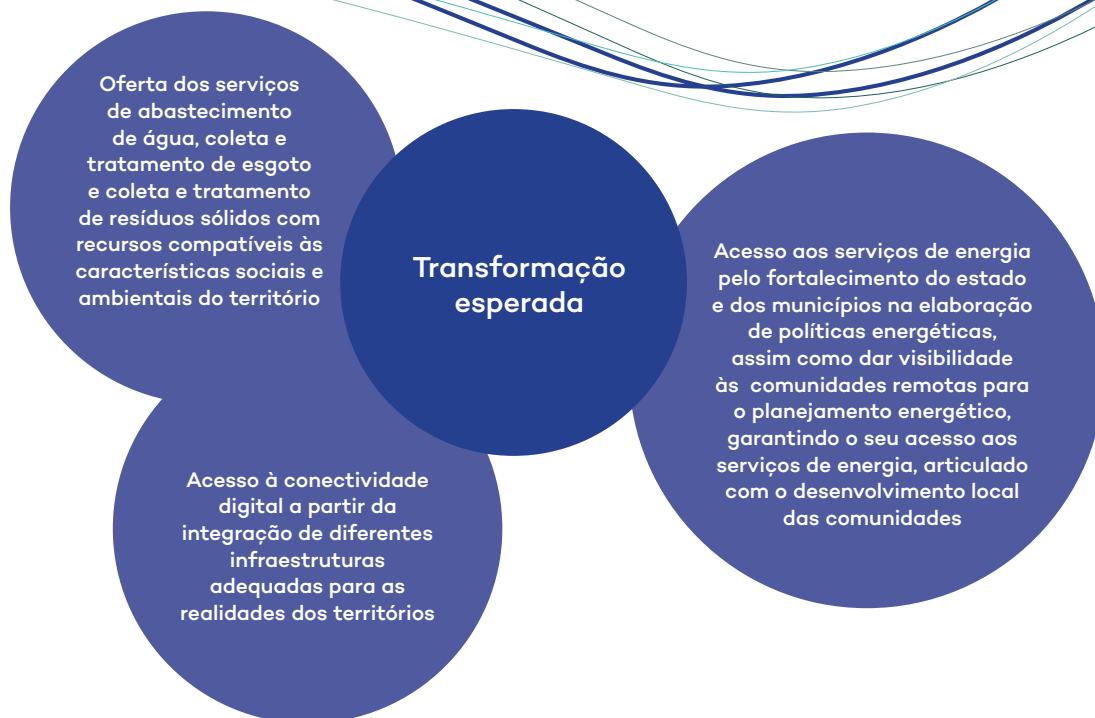 Oferta dos serviços
de abastecimento
de água, coleta e
tratamento de esgoto
e coleta e tratamento
de resíduos sólidos com
recursos compatíveis às
características sociais e
ambientais do território
Transformação
esperada
Acesso aos serviços de energia
pelo fortalecimento do estado
e dos municípios na elaboração
de políticas energéticas,
assim como dar visibilidade
às comunidades remotas para
o planejamento energético,
garantindo o seu acesso aos
serviços de energia, articulado
com o desenvolvimento local
das comunidades
Acesso à conectividade
digital a partir da
integração de diferentes
infraestruturas
adequadas para as
realidades dos territórios